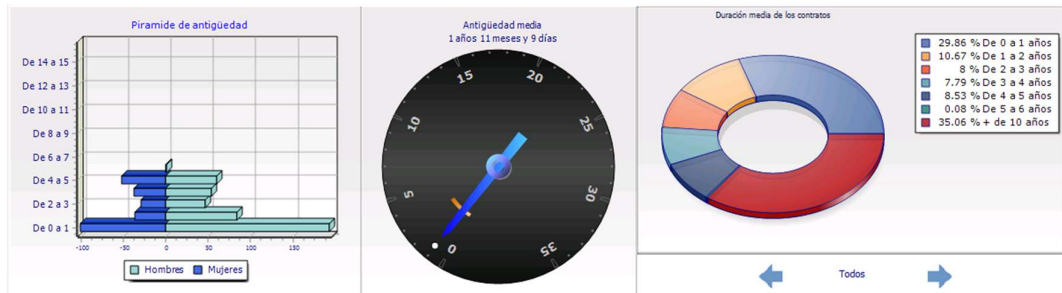 Piramide de antigüedad
De 14 a 15
De 12 a 13
De 10 a 11
De 8 a 9
De 6 a 7
De 4 a 5
De 2 a 3
De 0 a 1
-100 -50 0 50 100 150
Hombres Mujeres
Antigüedad media
1 años 11 meses y 9 días
0
5
10
15
20
25
30
35
Duración media de los contratos
29.86 % De 0 a 1 años
10.67 % De 1 a 2 años
8 % De 2 a 3 años
7.79 % De 3 a 4 años
8.53 % De 4 a 5 años
0.08 % De 5 a 6 años
35.06 % + de 10 años
Todos